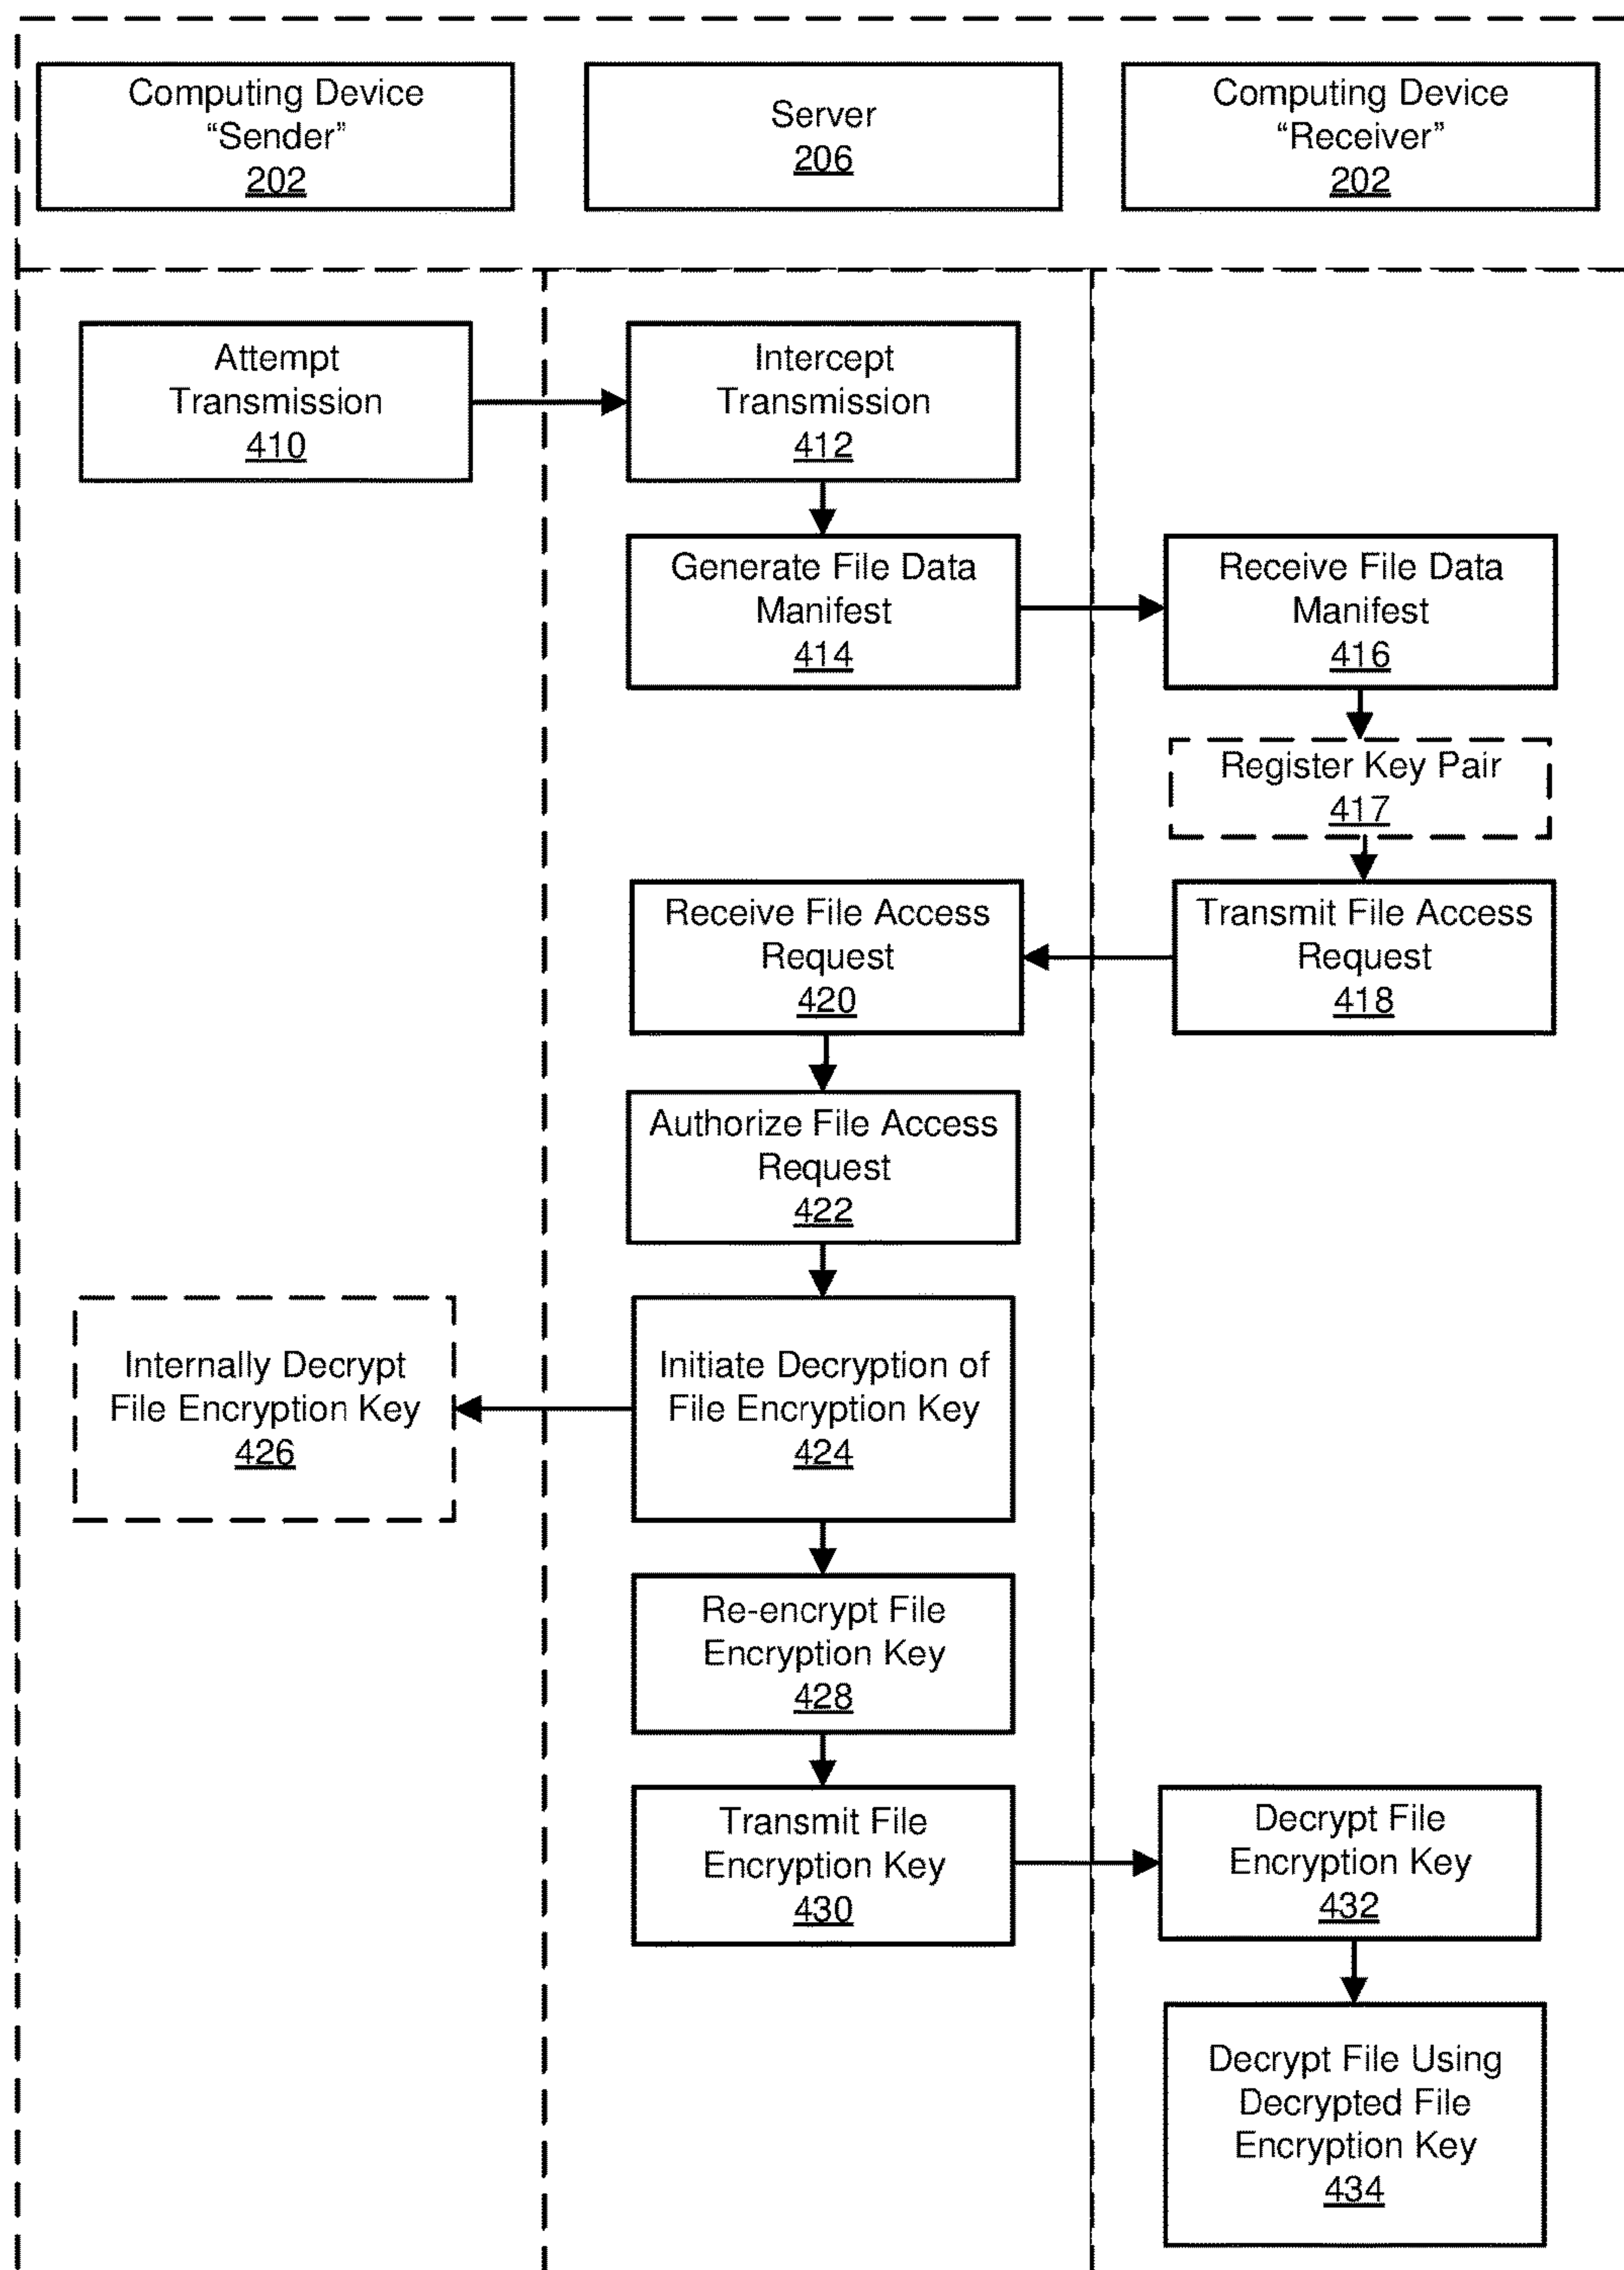 Computing Device
“Sender”
202
Server
206
Computing Device
“Receiver”
202
Attempt
Transmission
410
Intercept
Transmission
412
Generate File Data
Manifest
414
Receive File Data
Manifest
416
Register Key Pair
417
Receive File Access
Request
420
Transmit File Access
Request
418
Authorize File Access
Request
422
Internally Decrypt
File Encryption Key
426
Initiate Decryption of
File Encryption Key
424
Re-encrypt File
Encryption Key
428
Transmit File
Encryption Key
430
Decrypt File
Encryption Key
432
Decrypt File Using
Decrypted File
Encryption Key
434